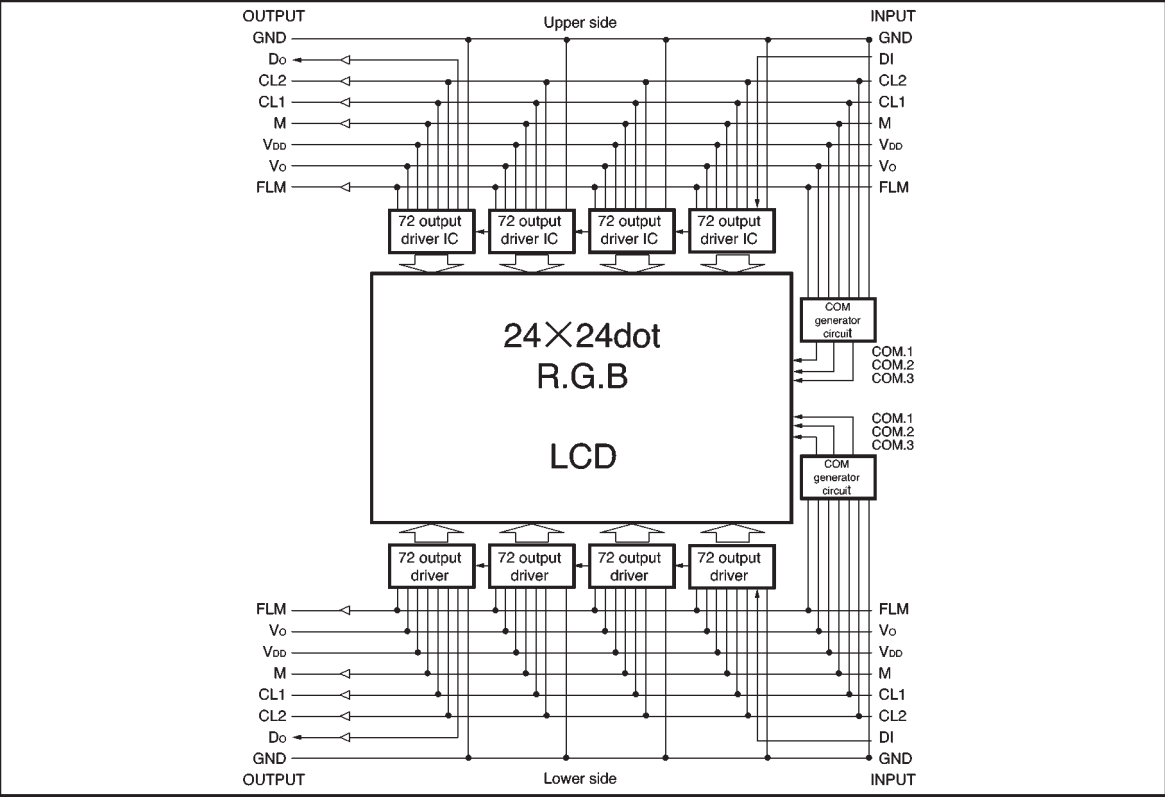 OUTPUT Upper side INPUT
GND GND
Do DI
CL2 CL2
CL1 CL1
M M
VDD VDD
Vo Vo
FLM FLM
72 output 72 output 72 output 72 output
driver IC driver IC driver IC driver IC
COM
generator
circuit
24×24dot
R.G.B
LCD
COM.1
COM.2
COM.3
COM.1
COM.2
COM.3
COM
generator
circuit
72 output 72 output 72 output 72 output
driver driver driver driver
FLM FLM
Vo Vo
VDD VDD
M M
CL1 CL1
CL2 CL2
Do DI
GND GND
OUTPUT Lower side INPUT